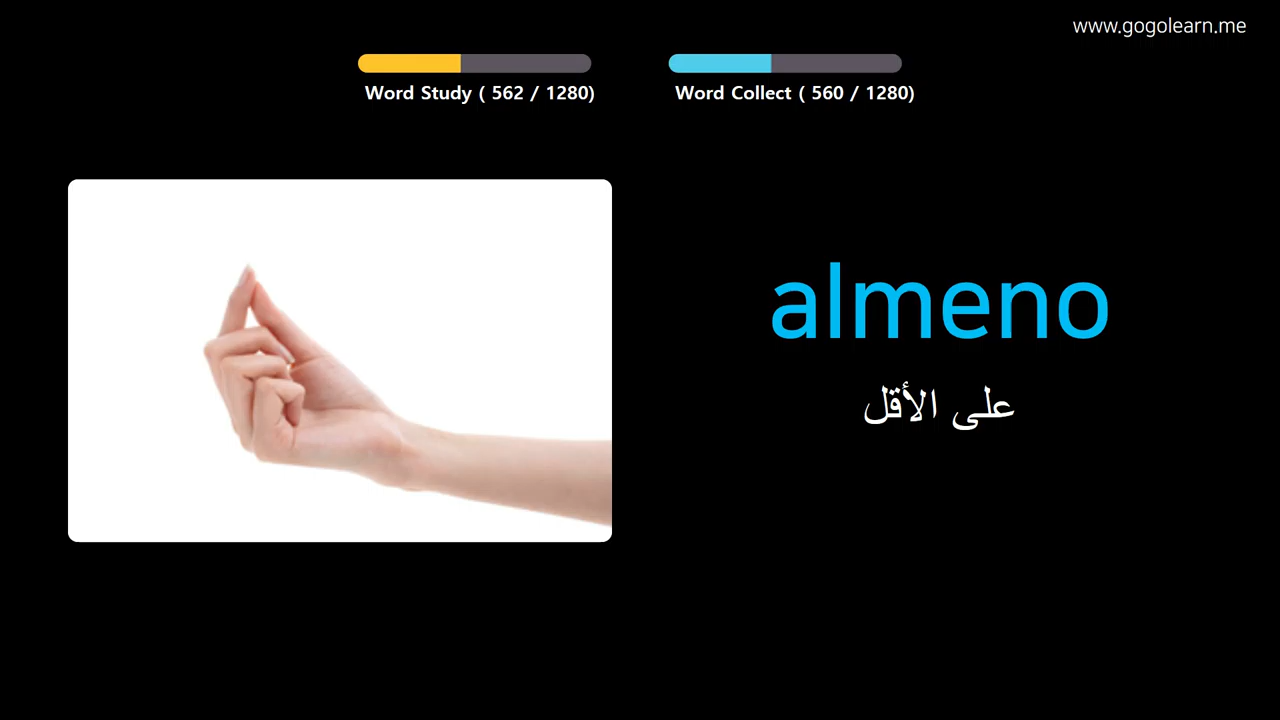 www.gogolearn.me
Word Study ( 562 / 1280)
Word Collect ( 560 / 1280)
almeno
على الأقل